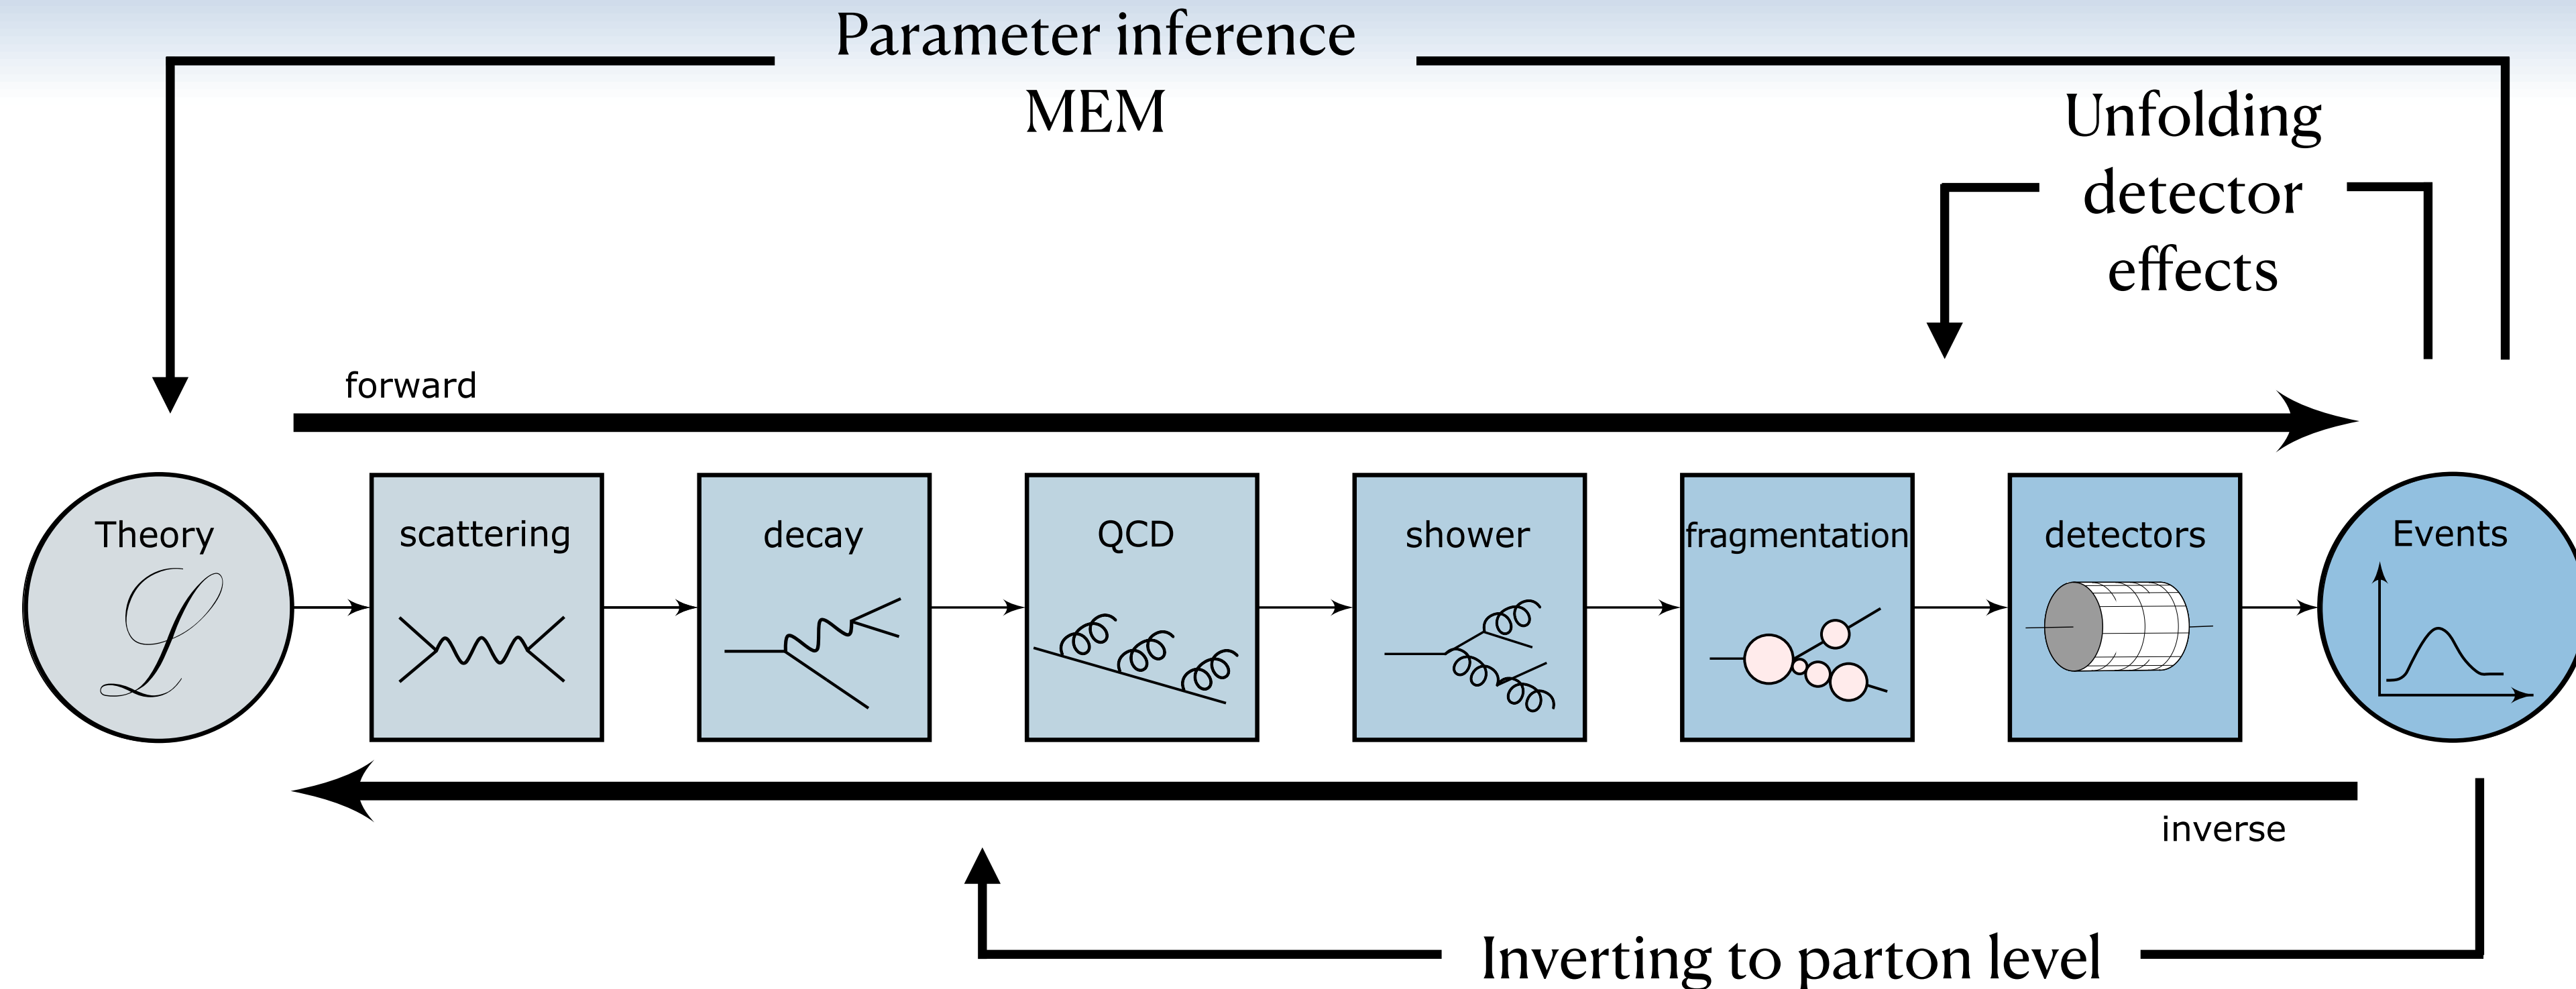 Parameter inference
MEM
Unfolding
detector
effects
forward
Theory
ℒ
scattering
decay
QCD
shower
fragmentation
detectors
Events
inverse
Inverting to parton level